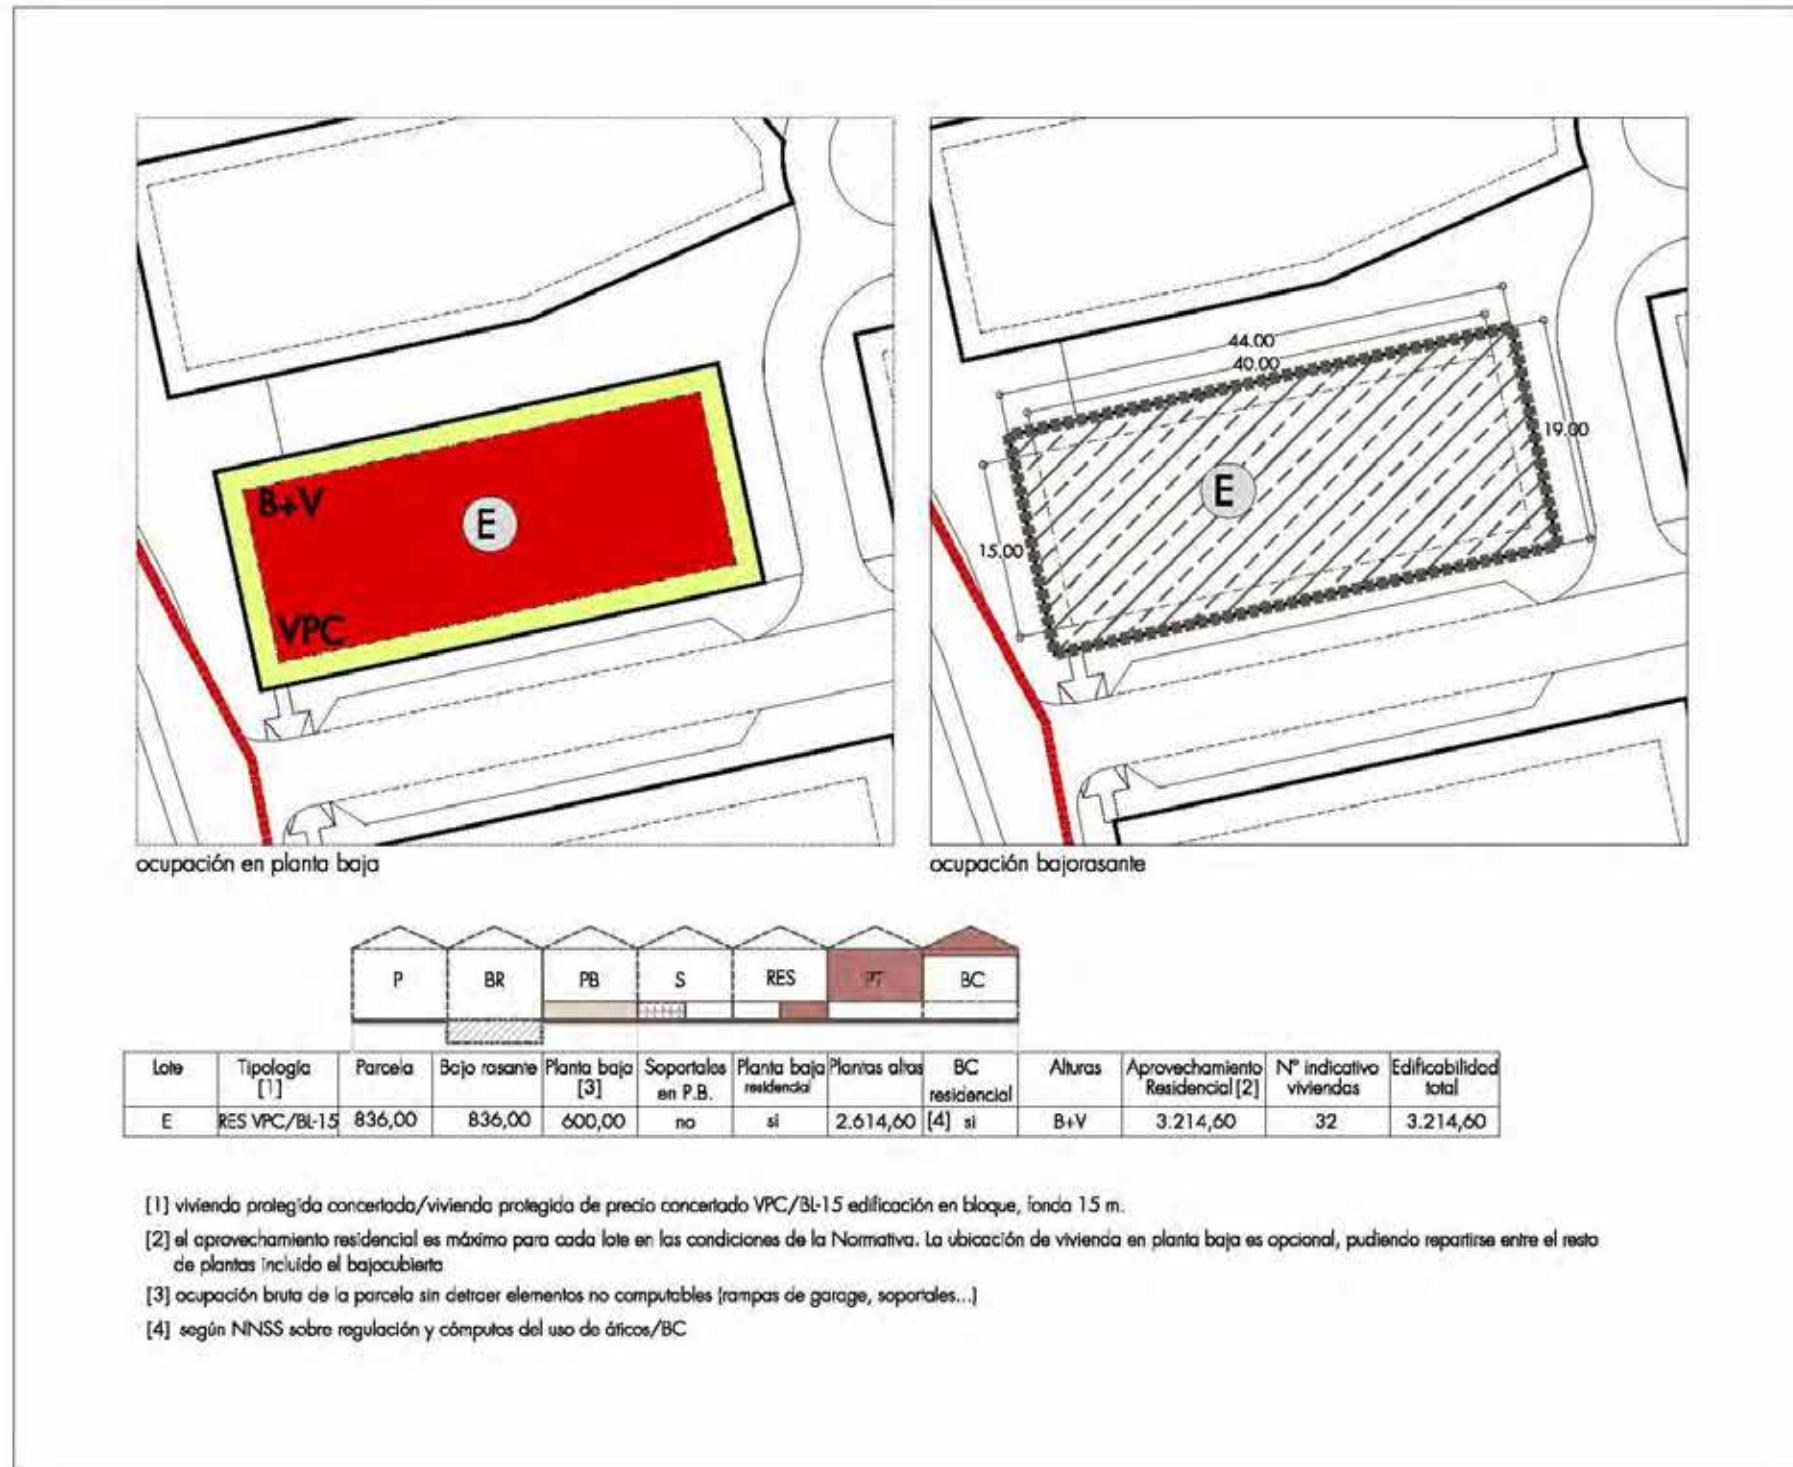 B+V
E
VPC
44.00
40.00
19.00
E
15.00
ocupación en planta baja
ocupación bajorasante
P BR PB S RES PT BC
Lote Tipología [1] Parcela Bajo rasante Planta baja [3] Soportales en P.B. Planta baja residencial Plantas altas BC residencial Alturas Aprovechamiento Residencial [2] Nº indicativo viviendas Edificabilidad total
E RES VPC/BL-15 836,00 836,00 600,00 no si 2.614,60 [4] si B+V 3.214,60 32 3.214,60
[1] vivienda protegida concertada/vivienda protegida de precio concertado VPC/BL-15 edificación en bloque, fondo 15 m.
[2] el aprovechamiento residencial es máximo para cada lote en las condiciones de la Normativa. La ubicación de vivienda en planta baja es opcional, pudiendo repartirse entre el resto
de plantas incluido el bajocubierta
[3] ocupación bruta de la parcela sin detraer elementos no computables (rampas de garage, soportales...)
[4] según NNSS sobre regulación y cómputos del uso de áticos/BC